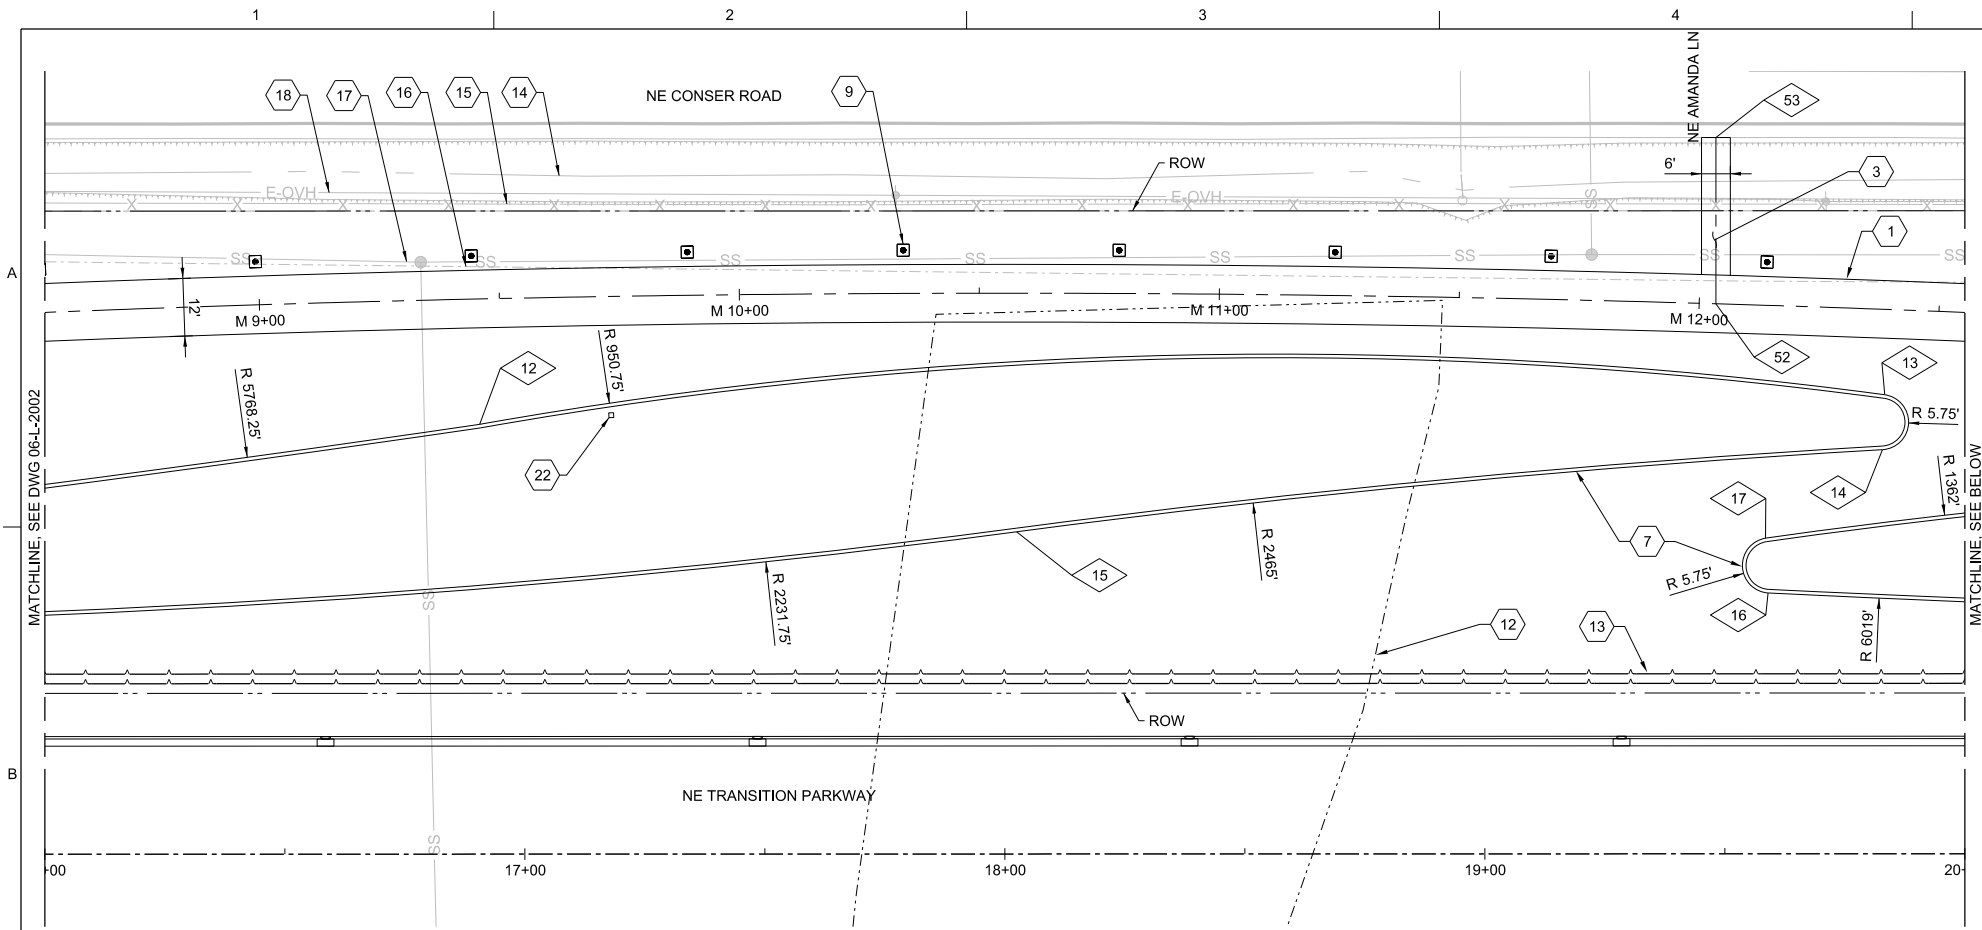 1
2
3
4
18
17
16
15
14
NE CONSER ROAD
9
NE AMANDA LN
53
ROW
6'
3
E-OVH
E-OVH
X X X X X X X X X X X X X X X X X X
SS
1
A
SS SS SS SS SS SS SS SS
12'
M 9+00
M 10+00
M 11+00
M 12+00
52
13
12
R 950.75'
R 5768.25'
R 5.75'
22
MATCHLINE, SEE DWG 06-L-2002
MATCHLINE, SEE BELOW
R 1362'
17
14
7
R 2465'
15
R 5.75'
R 2231.75'
SS
16
12
13
R 6019'
ROW
B
NE TRANSITION PARKWAY
SS
+00
17+00
18+00
19+00
20